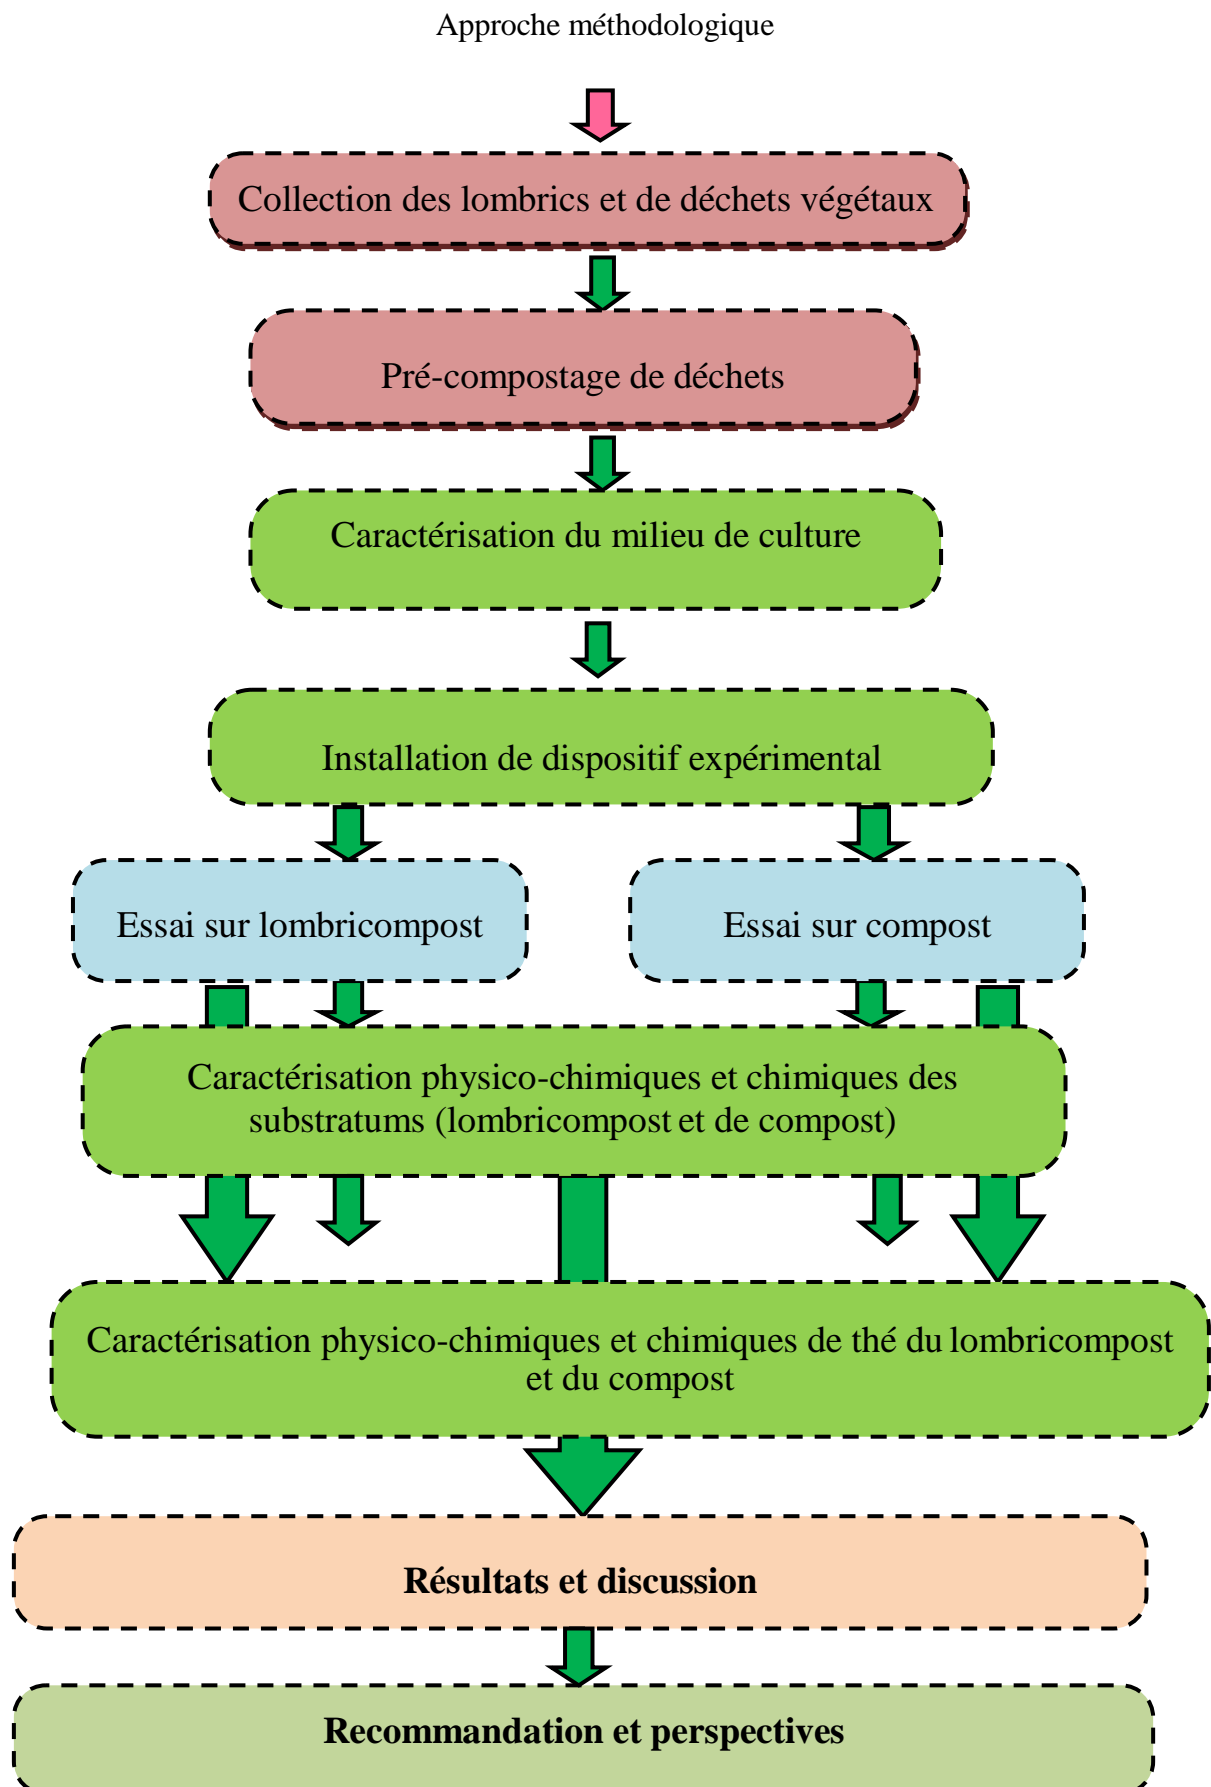 Approche méthodologique
Collection des lombrics et de déchets végétaux
Pré-compostage de déchets
Caractérisation du milieu de culture
Installation de dispositif expérimental
Essai sur lombricompost
Essai sur compost
Caractérisation physico-chimiques et chimiques des
substratums (lombricompost et de compost)
Caractérisation physico-chimiques et chimiques de thé du lombricompost
et du compost
Résultats et discussion
Recommandation et perspectives